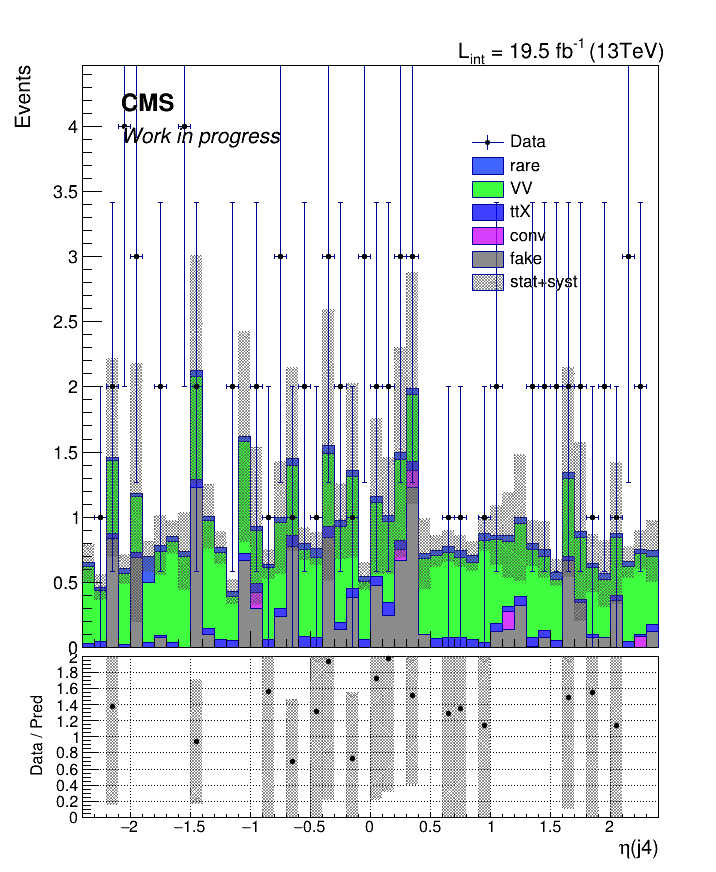 L_int = 19.5 fb^-1 (13TeV)
Events
CMS
Work in progress
Data
rare
VV
ttX
conv
fake
stat+syst
4
3.5
3
2.5
2
1.5
1
0.5
0
Data / Pred
2
1.8
1.6
1.4
1.2
1
0.8
0.6
0.4
0.2
0
−2 −1.5 −1 −0.5 0 0.5 1 1.5 2
η(j4)